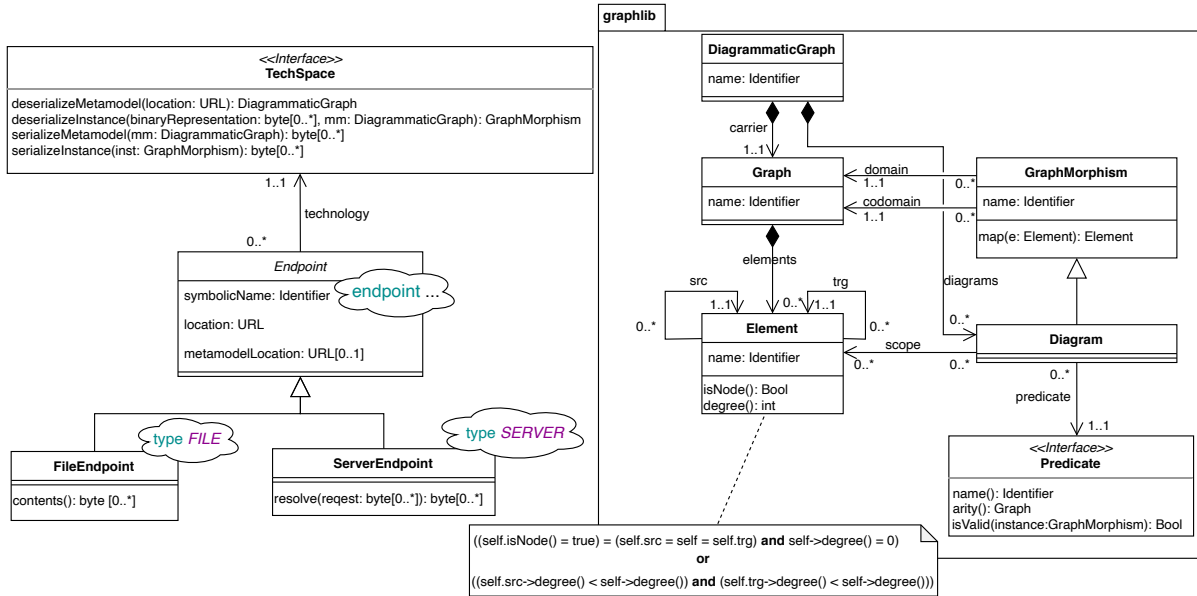 <<Interface>>
TechSpace
deserializeMetamodel(location: URL): DiagrammaticGraph
deserializeInstance(binaryRepresentation: byte[0..*], mm: DiagrammaticGraph): GraphMorphism
serializeMetamodel(mm: DiagrammaticGraph): byte[0..*]
serializeInstance(inst: GraphMorphism): byte[0..*]
1..1
technology
0..*
Endpoint
symbolicName: Identifier
endpoint ...
location: URL
metamodelLocation: URL[0..1]
type FILE
type SERVER
FileEndpoint
contents(): byte [0..*]
ServerEndpoint
resolve(reqest: byte[0..*]): byte[0..*]
graphlib
DiagrammaticGraph
name: Identifier
carrier
1..1
Graph
name: Identifier
domain
1..1
0..*
codomain
1..1
0..*
GraphMorphism
name: Identifier
map(e: Element): Element
elements
diagrams
src
trg
1..1
0..*
1..1
0..*
0..*
0..*
Element
name: Identifier
isNode(): Bool
degree(): int
scope
0..*
0..*
Diagram
0..*
predicate
1..1
<<Interface>>
Predicate
name(): Identifier
arity(): Graph
isValid(instance:GraphMorphism): Bool
((self.isNode() = true) = (self.src = self = self.trg) and self->degree() = 0)
or
((self.src->degree() < self->degree()) and (self.trg->degree() < self->degree()))